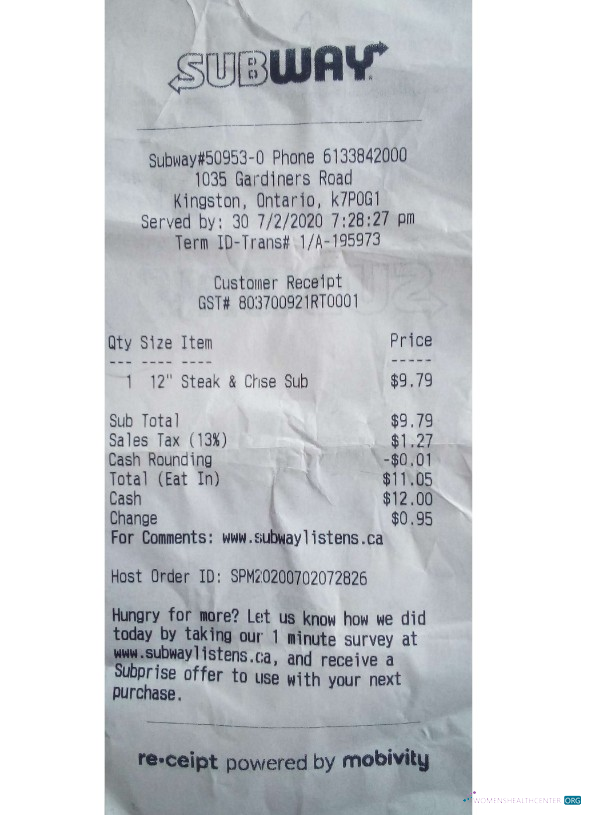 SUBWAY
Subway#50953-0 Phone 6133842000
1035 Gardiners Road
Kingston, Ontario, k7P0G1
Served by: 30 7/2/2020 7:28:27 pm
Term ID-Trans# 1/A-195973
Customer Receipt
GST# 803700921RT0001
Qty Size Item Price
--- ---- ---- -----
1 12" Steak & Chse Sub $9.79
Sub Total $9.79
Sales Tax (13%) $1.27
Cash Rounding -$0.01
Total (Eat In) $11.05
Cash $12.00
Change $0.95
For Comments: www.subwaylistens.ca
Host Order ID: SPM20200702072826
Hungry for more? Let us know how we did
today by taking our 1 minute survey at
www.subwaylistens.ca, and receive a
Subprise offer to use with your next
purchase.
re•ceipt powered by mobivity
WOMENSHEALTHCENTER.ORG